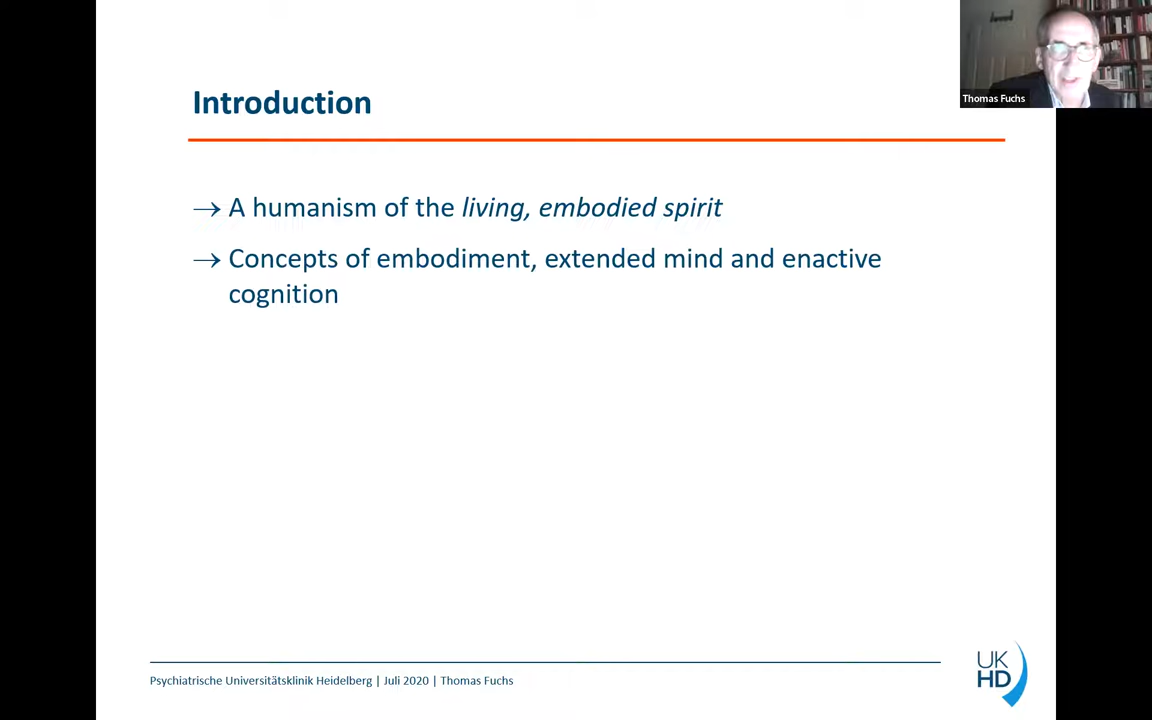 Thomas Fuchs
Introduction
→ A humanism of the living, embodied spirit
→ Concepts of embodiment, extended mind and enactive
cognition
Psychiatrische Universitätsklinik Heidelberg | Juli 2020 | Thomas Fuchs
UK
HD